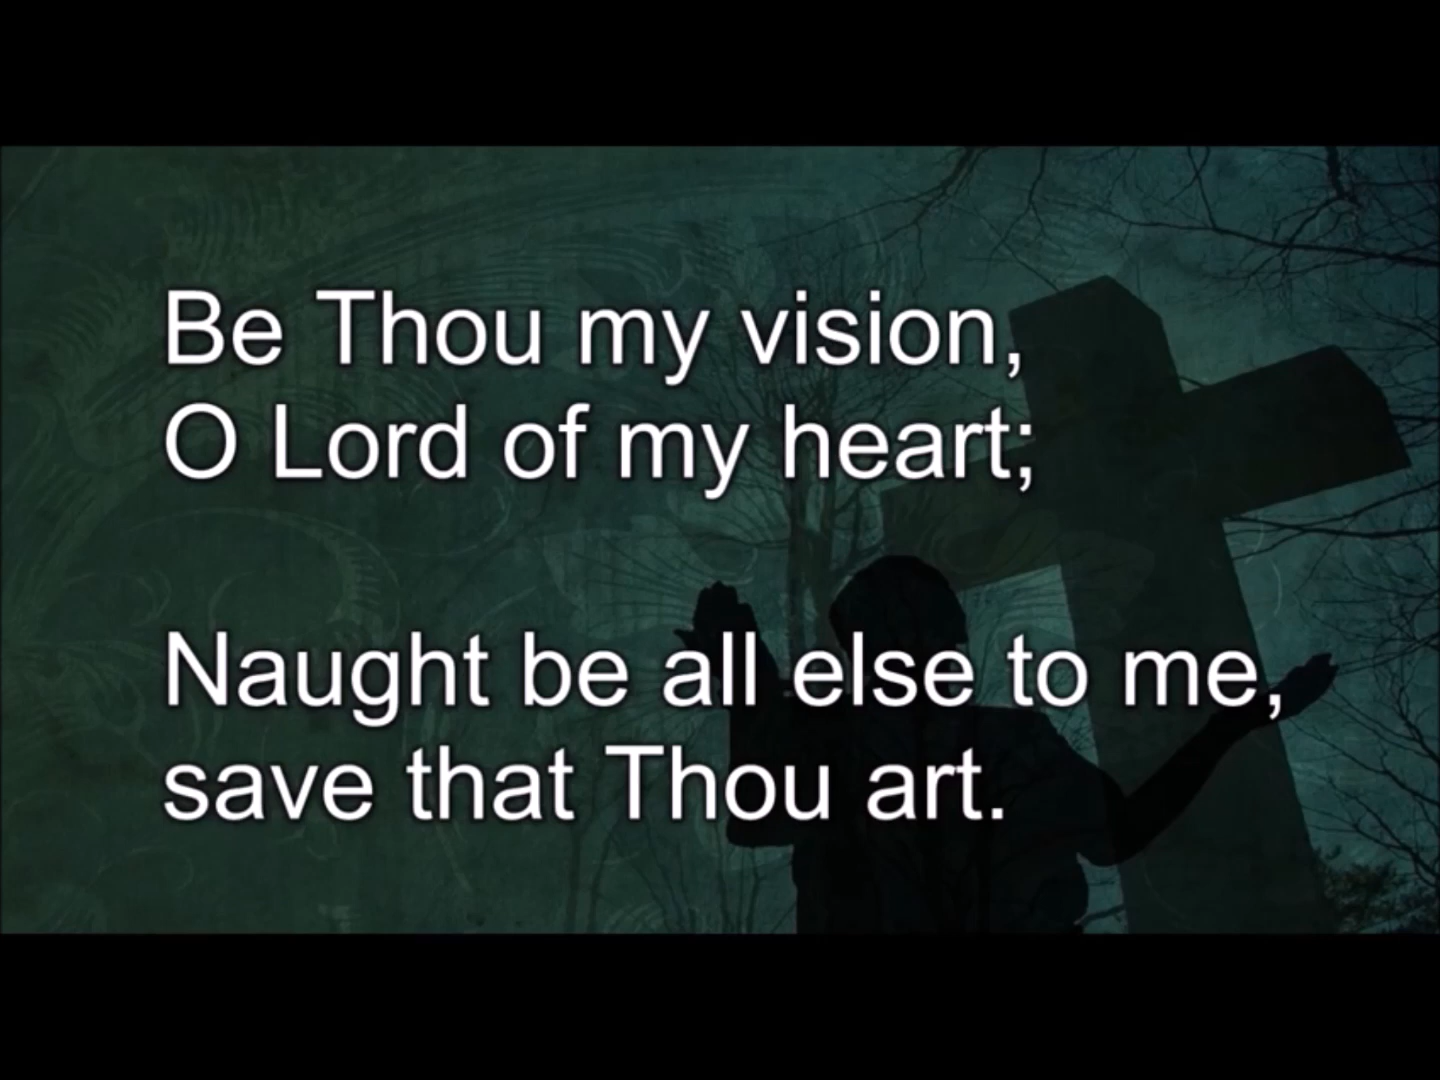 Be Thou my vision,
O Lord of my heart;
Naught be all else to me,
save that Thou art.